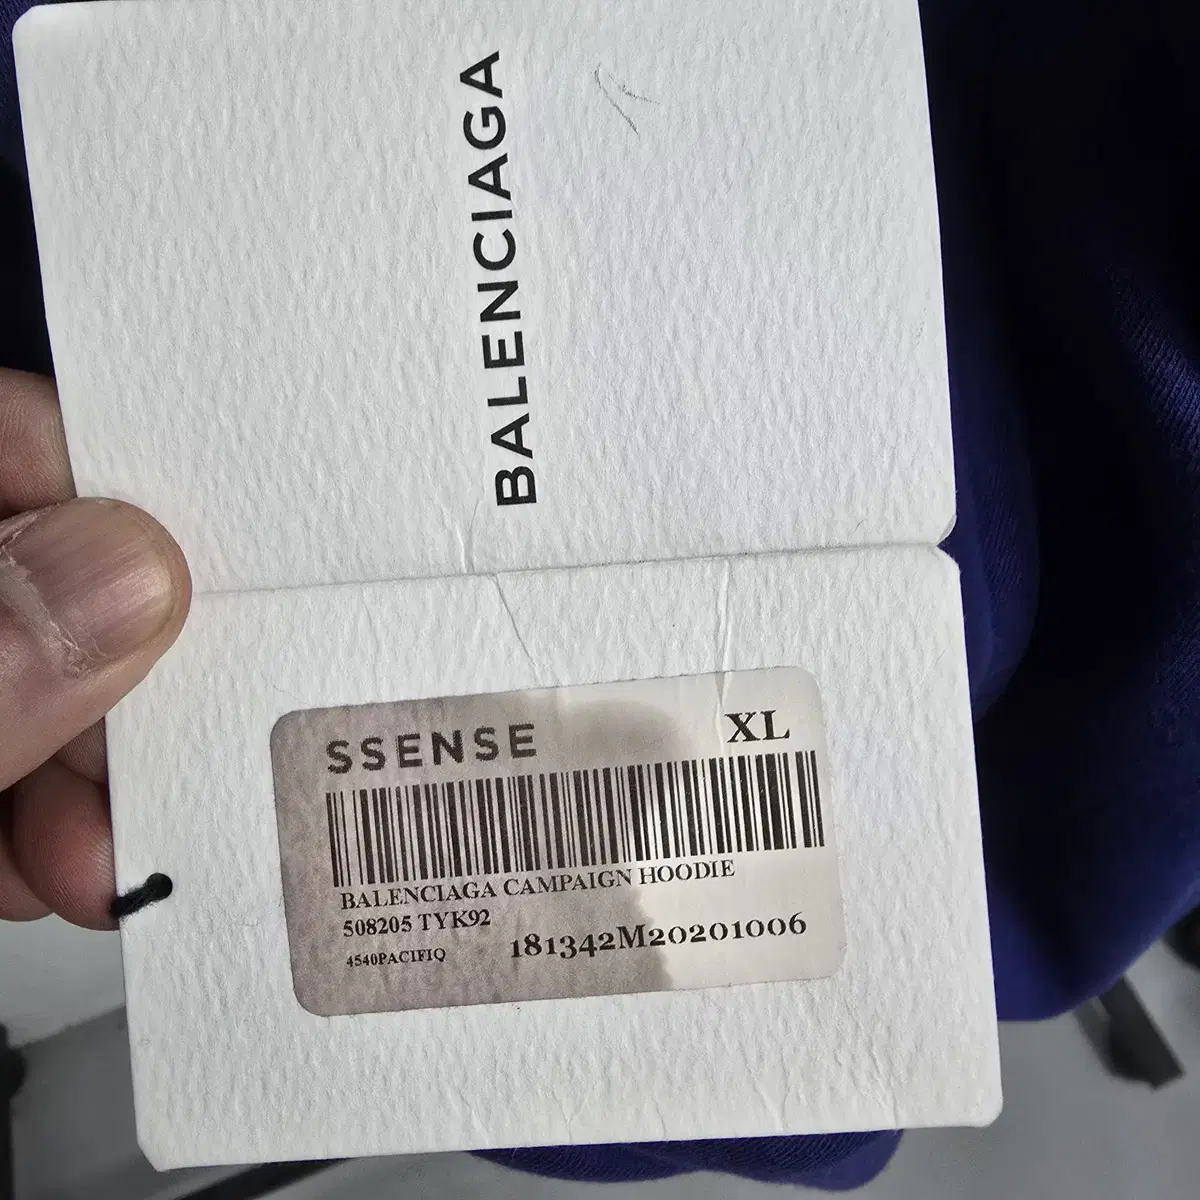 BALENCIAGA
SSENSE XL
BALENCIAGA CAMPAIGN HOODIE
508205 TYK92
4540PACIFIQ 181342M20201006